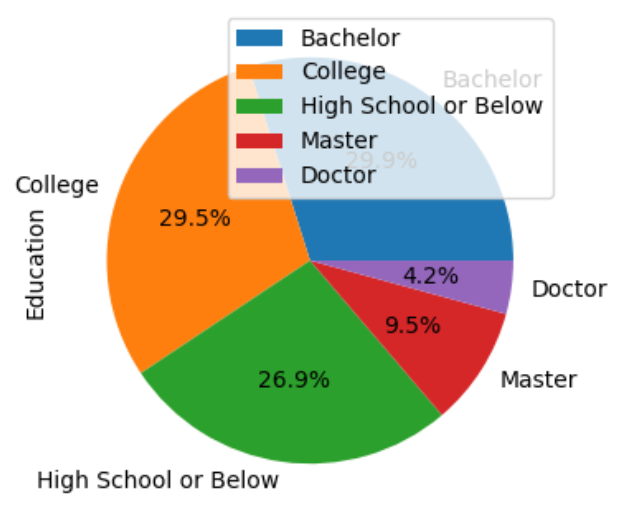 Bachelor
College
High School or Below
Master
Doctor
Bachelor
29.9%
College
29.5%
Education
4.2%
Doctor
9.5%
Master
26.9%
High School or Below